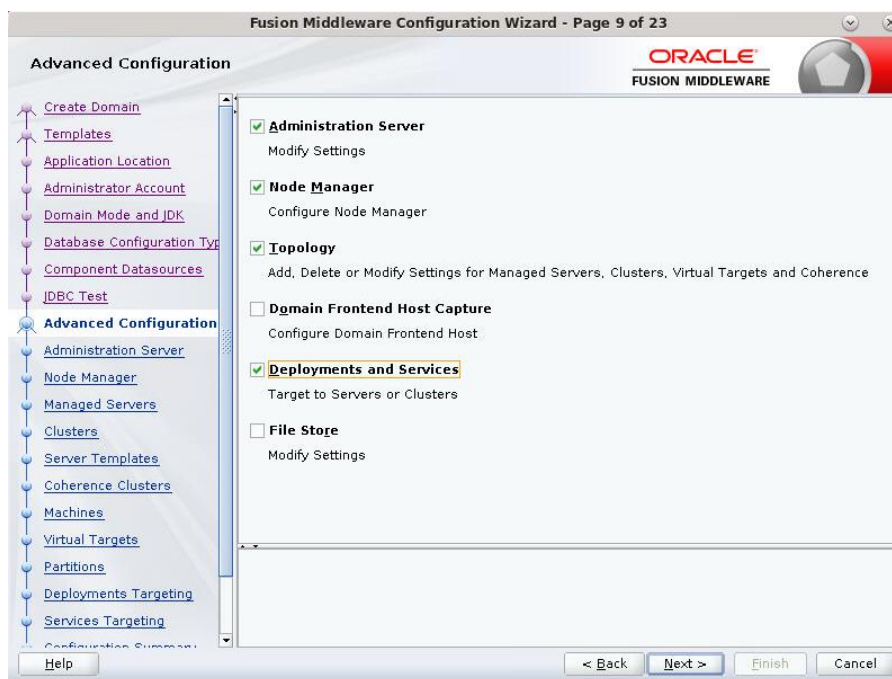 Fusion Middleware Configuration Wizard - Page 9 of 23
Advanced Configuration
ORACLE
FUSION MIDDLEWARE
Create Domain
Templates
Application Location
Administrator Account
Domain Mode and JDK
Database Configuration Typ
Component Datasources
JDBC Test
Advanced Configuration
Administration Server
Node Manager
Managed Servers
Clusters
Server Templates
Coherence Clusters
Machines
Virtual Targets
Partitions
Deployments Targeting
Services Targeting
Configuration Summary
Administration Server
Modify Settings
Node Manager
Configure Node Manager
Topology
Add, Delete or Modify Settings for Managed Servers, Clusters, Virtual Targets and Coherence
Domain Frontend Host Capture
Configure Domain Frontend Host
Deployments and Services
Target to Servers or Clusters
File Store
Modify Settings
Help
< Back
Next >
Finish
Cancel